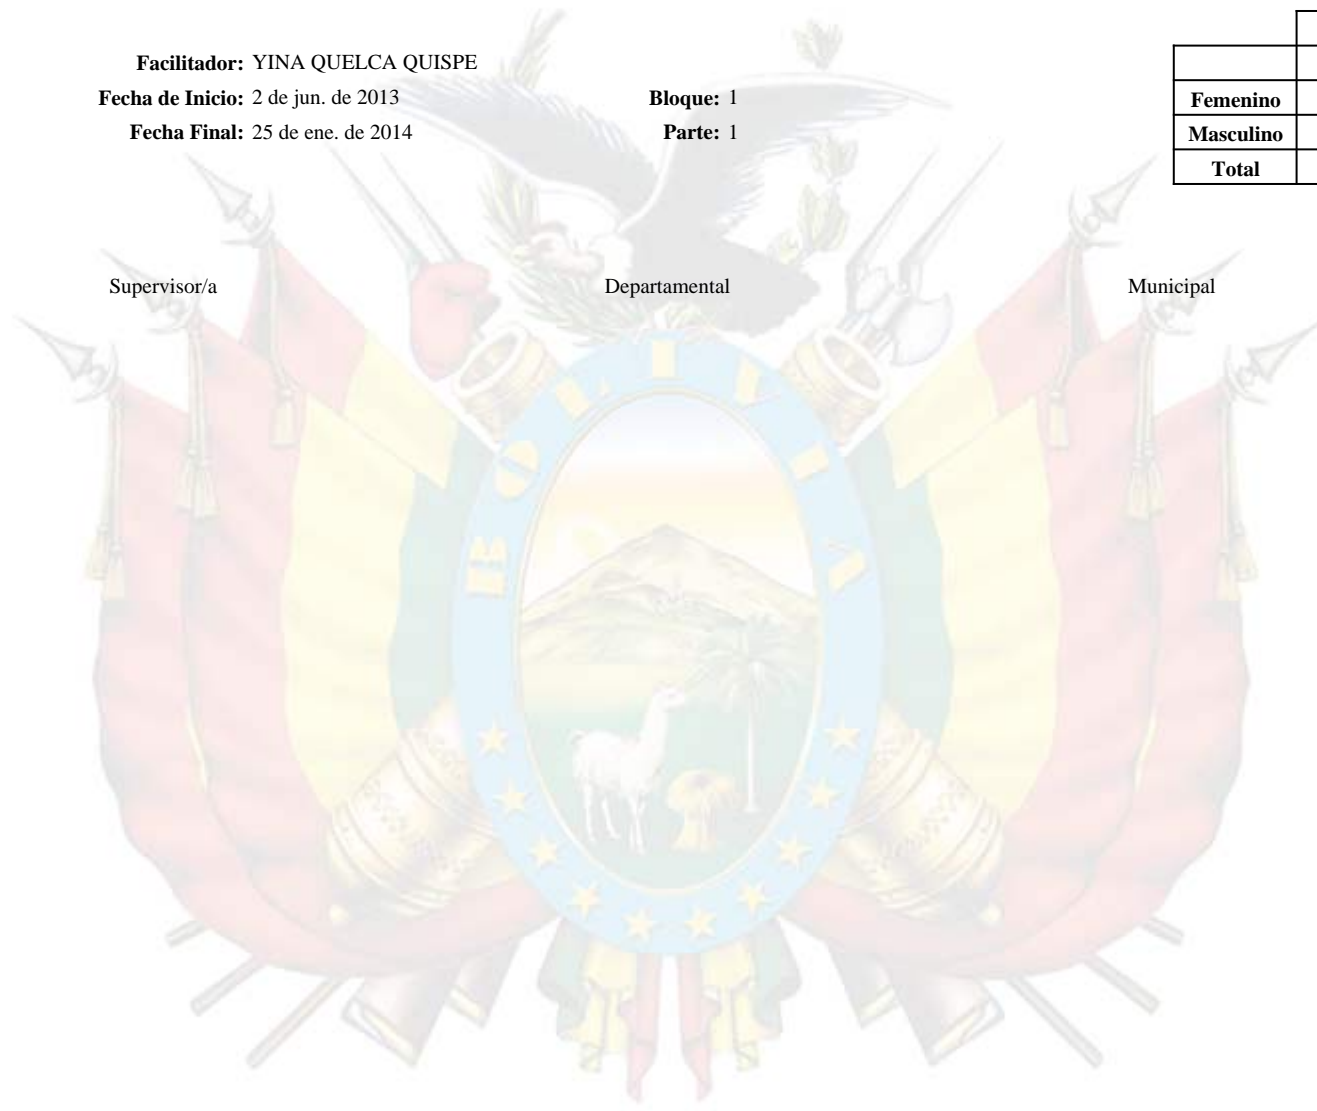 Facilitador: YINA QUELCA QUISPE
Fecha de Inicio: 2 de jun. de 2013 Bloque: 1
Fecha Final: 25 de ene. de 2014 Parte: 1
Femenino
Masculino
Total
Supervisor/a Departamental Municipal
BOLIVIA